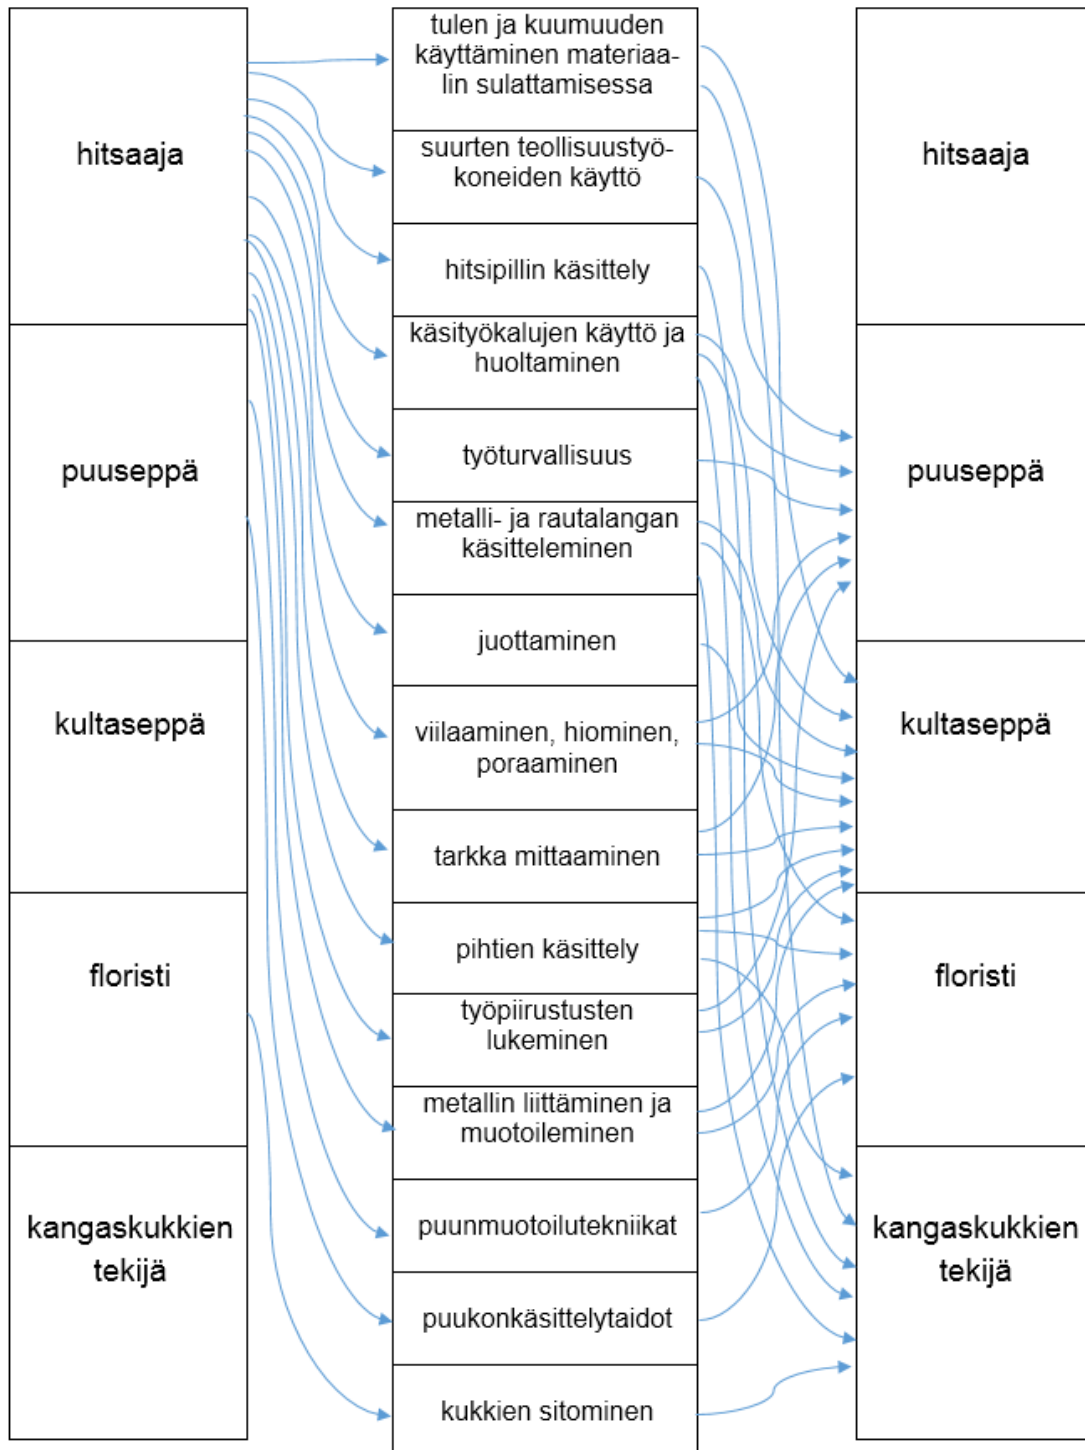 hitsaaja
puuseppä
kultaseppä
floristi
kangaskukkien
tekijä
tulen ja kuumuuden
käyttäminen materiaa-
lin sulattamisessa
suurten teollisuustyö-
koneiden käyttö
hitsipillin käsittely
käsityökalujen käyttö ja
huoltaminen
työturvallisuus
metalli- ja rautalangan
käsitteleminen
juottaminen
viilaaminen, hiominen,
poraaminen
tarkka mittaaminen
pihtien käsittely
työpiirustusten
lukeminen
metallin liittäminen ja
muotoileminen
puunmuotoilutekniikat
puukonkäsittelytaidot
kukkien sitominen
hitsaaja
puuseppä
kultaseppä
floristi
kangaskukkien
tekijä